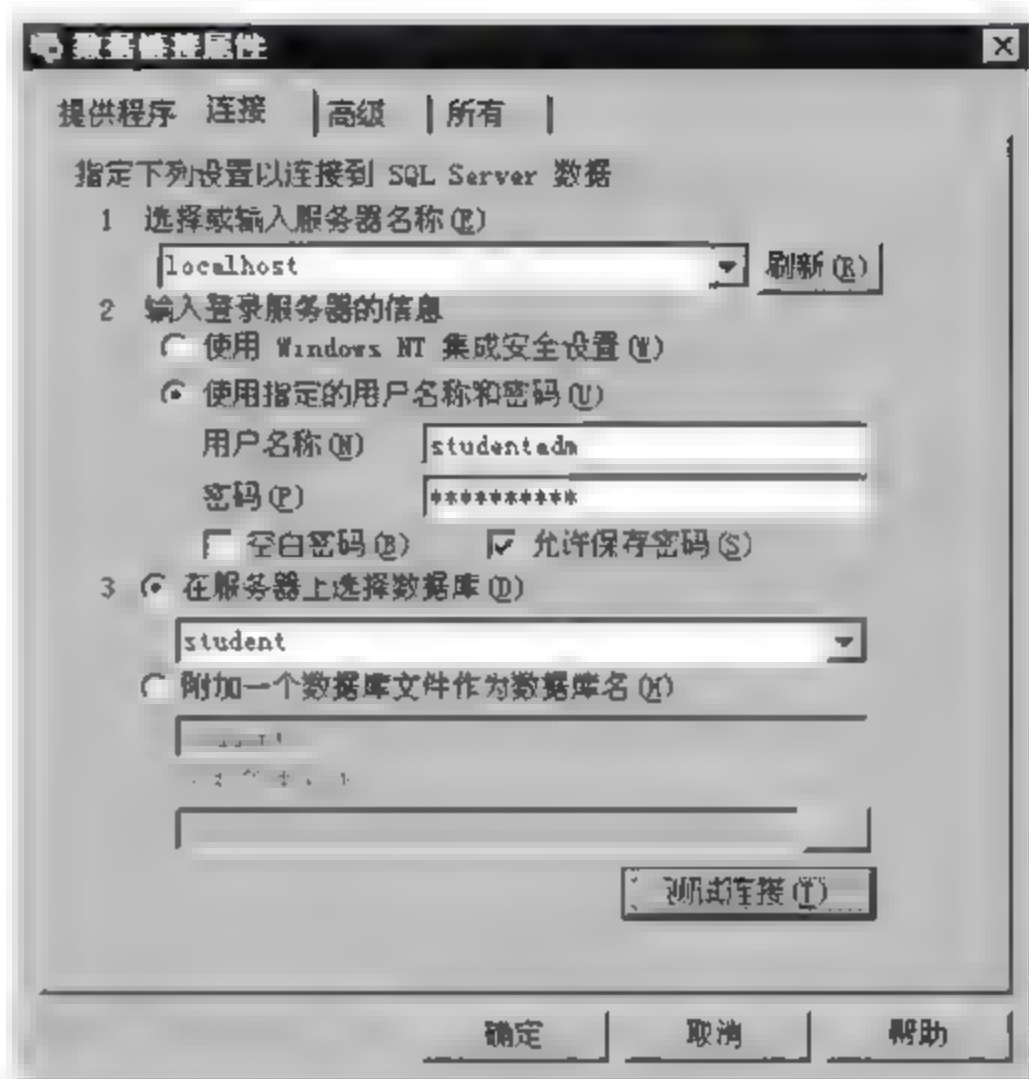 数据链接属性
提供程序 连接 高级 所有
指定下列设置以连接到 SQL Server 数据
1 选择或输入服务器名称(E)
localhost 刷新(R)
2 输入登录服务器的信息
使用 Windows NT 集成安全设置(W)
使用指定的用户名称和密码(U)
用户名称(N) studentadm
密码(P) **********
空白密码(B) 允许保存密码(S)
3 在服务器上选择数据库(D)
student
附加一个数据库文件作为数据库名(H)
测试连接(T)
确定 取消 帮助